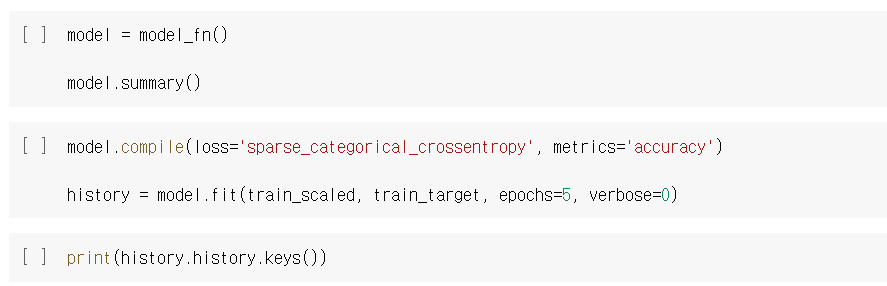 [ ] model = model_fn()
model.summary()
[ ] model.compile(loss='sparse_categorical_crossentropy', metrics='accuracy')
history = model.fit(train_scaled, train_target, epochs=5, verbose=0)
[ ] print(history.history.keys())